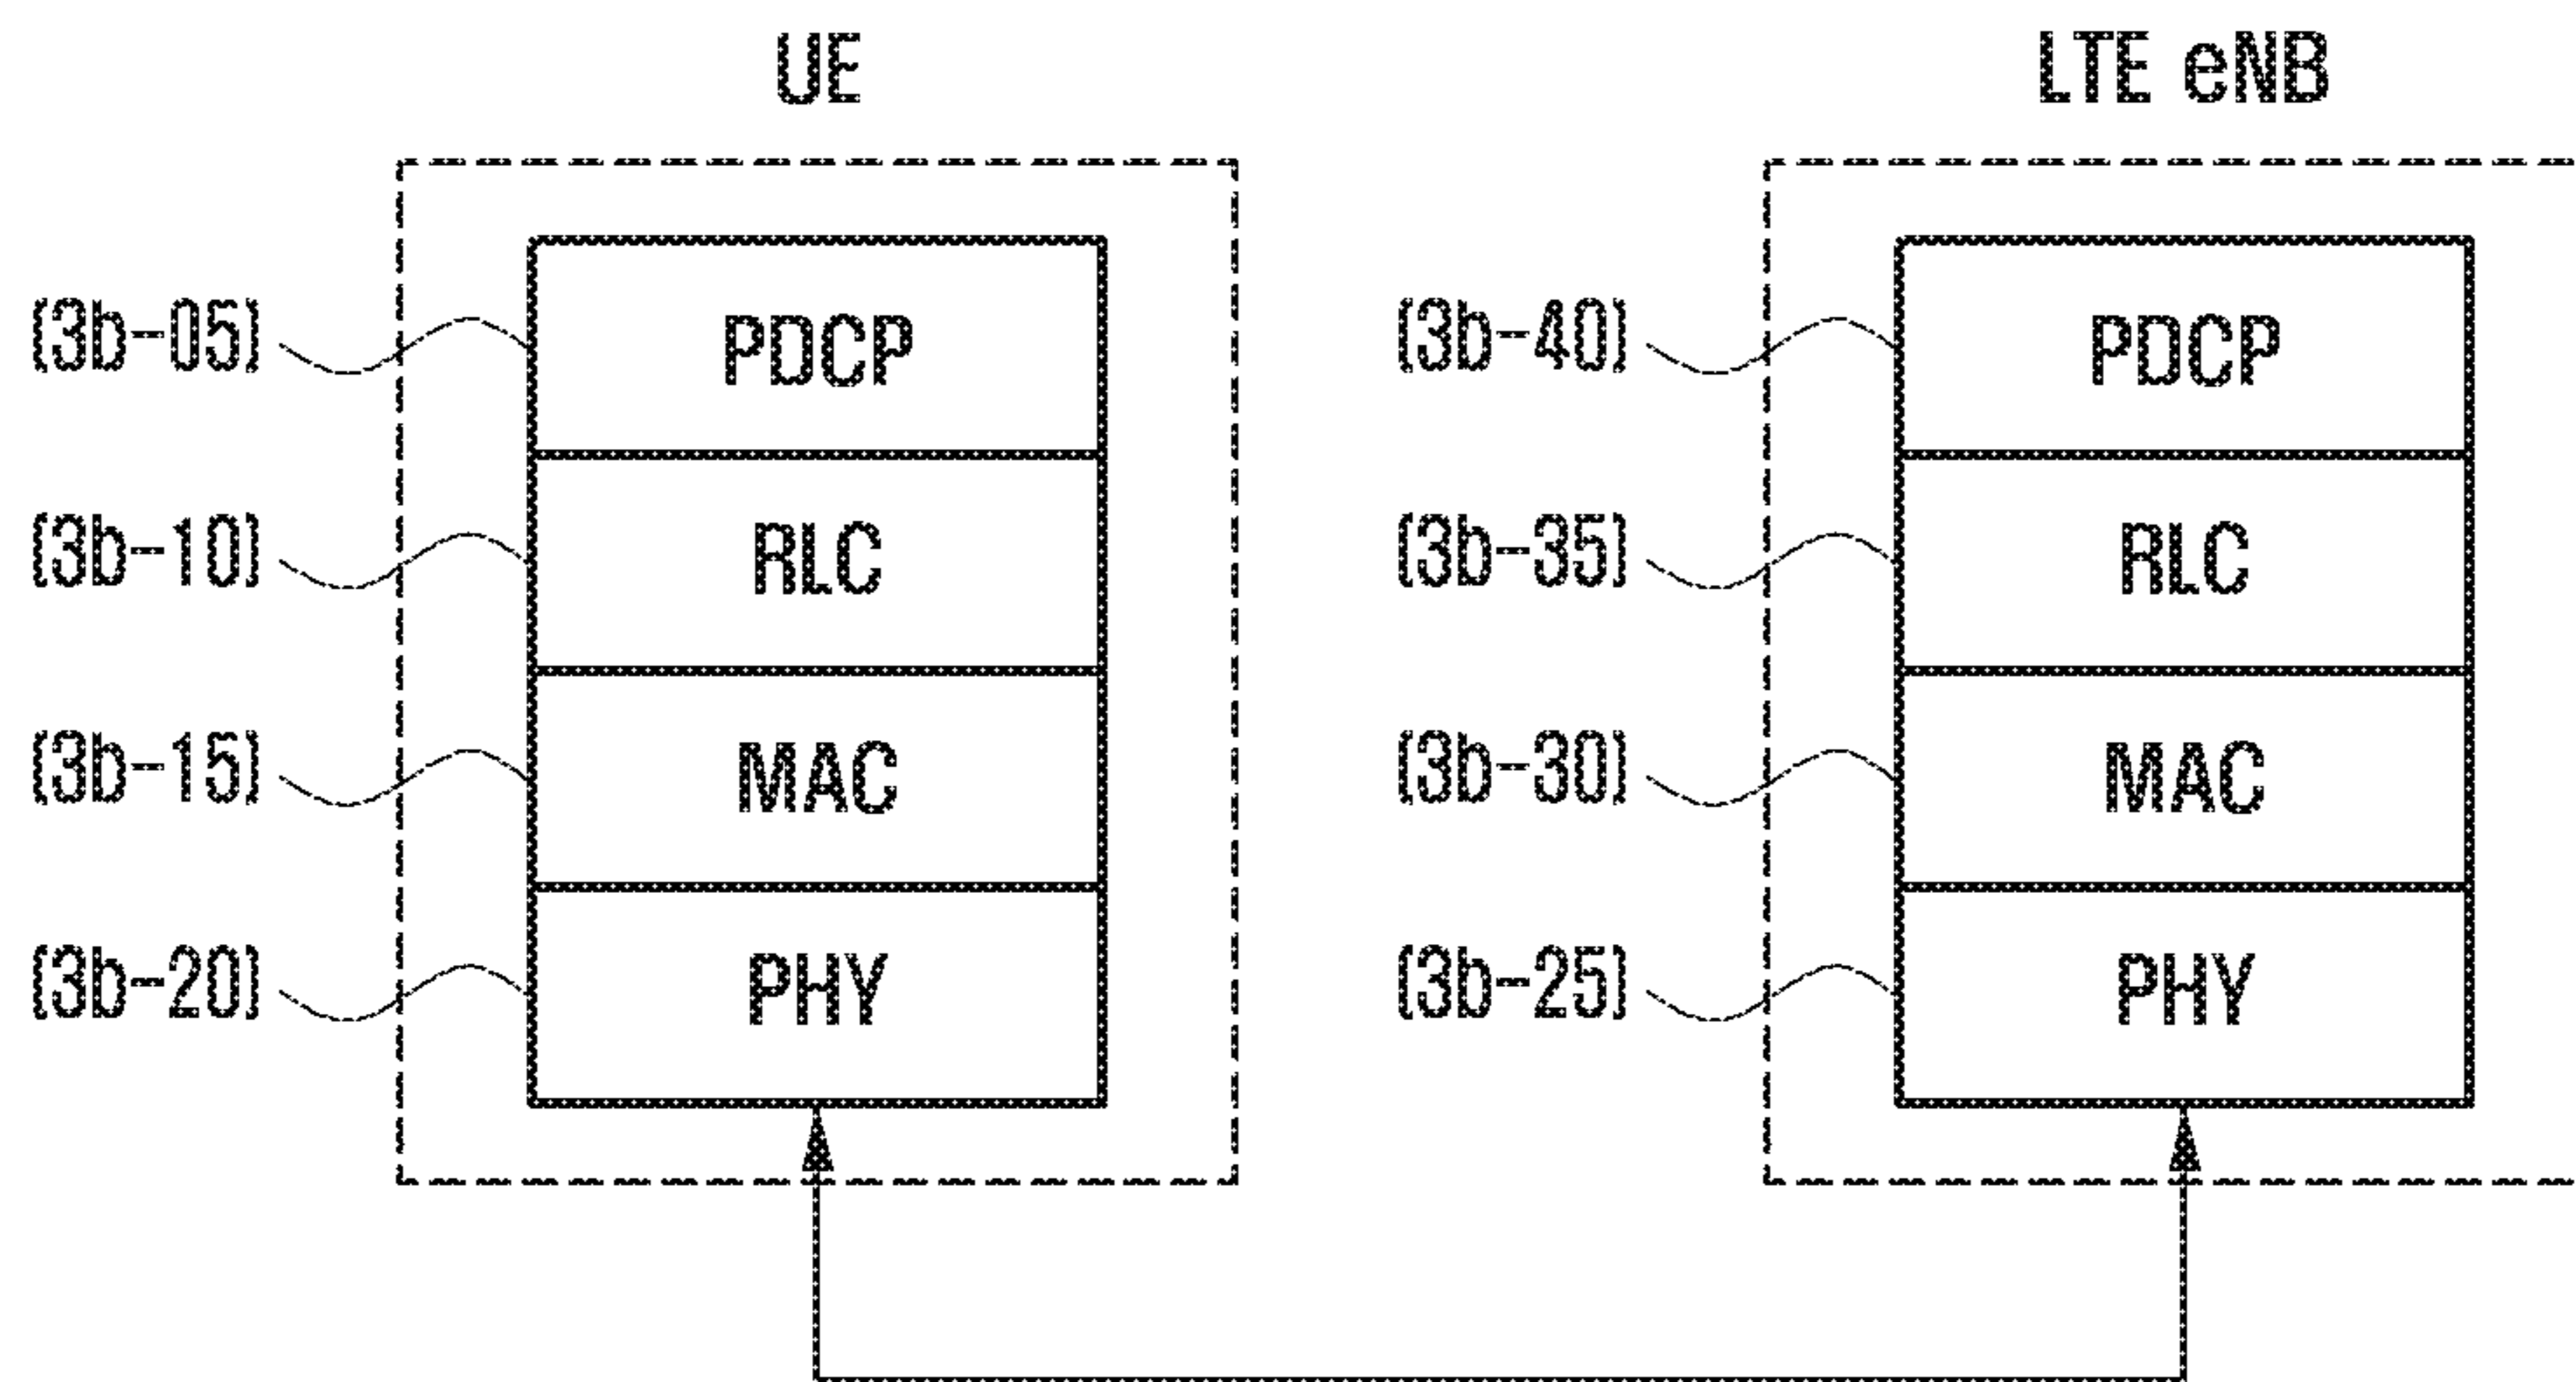 UE
LTE eNB
(3b-05)
PDCP
(3b-40)
PDCP
(3b-10)
RLC
(3b-35)
RLC
(3b-15)
MAC
(3b-30)
MAC
(3b-20)
PHY
(3b-25)
PHY